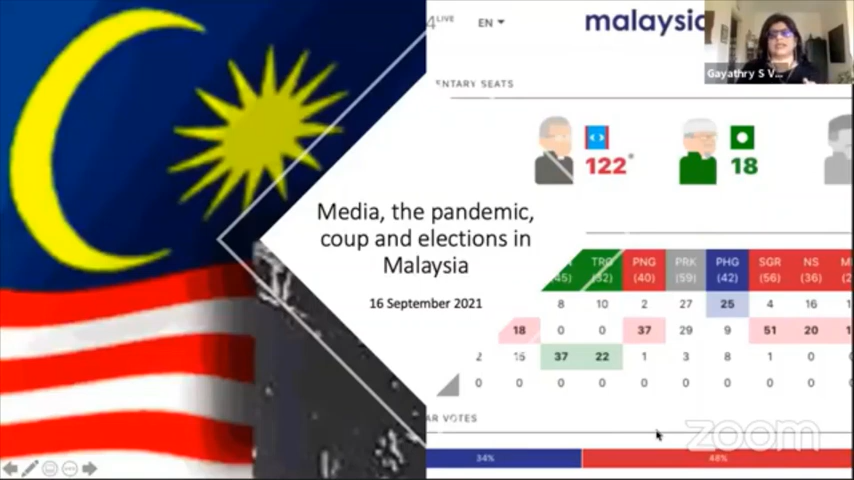 4 LIVE
EN
malaysia
Gayathry S V...
ENTARY SEATS
122*
18
Media, the pandemic,
coup and elections in
Malaysia
16 September 2021
TRG PNG PRK PHG SGR NS
(32) (40) (59) (42) (56) (36)
8 10 2 27 25 4 16
18 0 0 37 29 9 51 20
2 15 37 22 1 3 8 1 0
0 0 0 0 0 0 0 0 0
AR VOTES
34% 48%
zoom